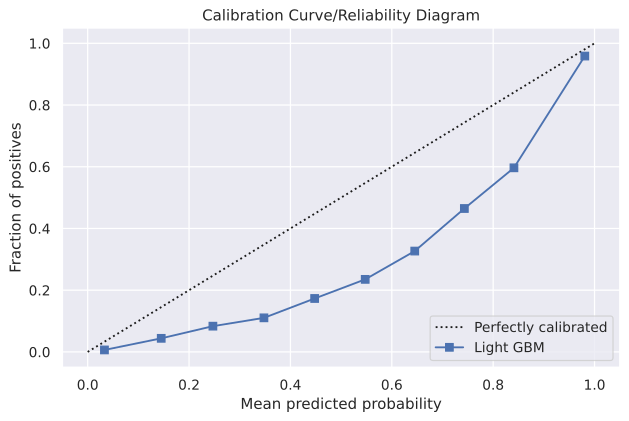 Calibration Curve/Reliability Diagram
Fraction of positives
1.0
0.8
0.6
0.4
0.2
0.0
Perfectly calibrated
Light GBM
0.0 0.2 0.4 0.6 0.8 1.0
Mean predicted probability